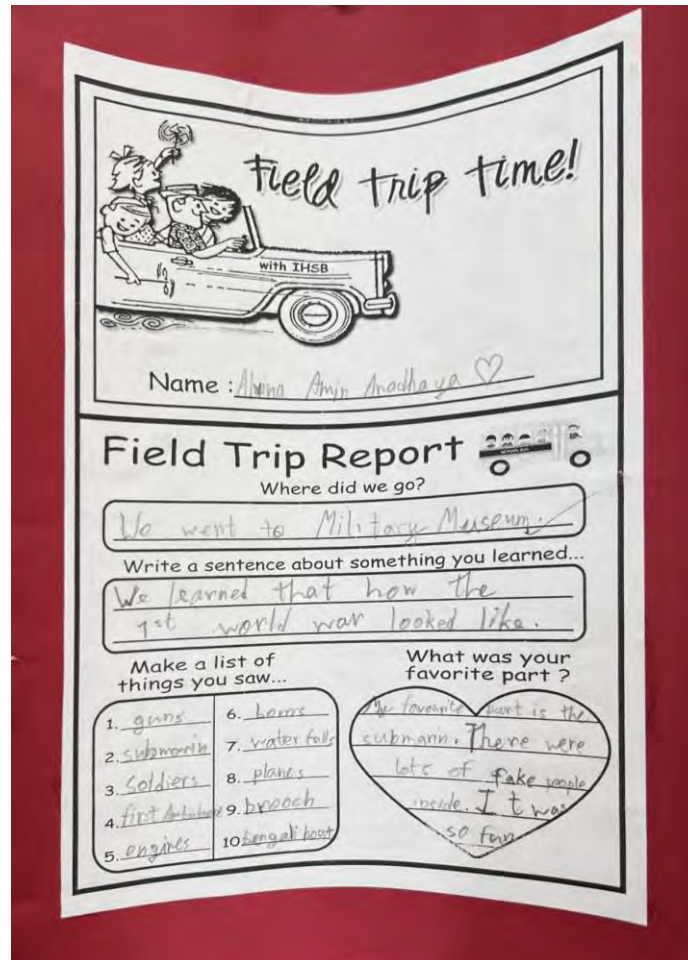 Field trip time!
with IHSB
Name : Amin Anadhaya
Field Trip Report
SCHOOL BUS
Where did we go?
We went to Military Museum.
Write a sentence about something you learned...
We learned that how the
1st world war looked like.
Make a list of
things you saw...
1. guns
2. submarin
3. soldiers
4. first
5. engines
6. boms
7. water falls
8. planes
9. brooch
10 bengali
What was your
favorite part ?
My favourite part is the
submarin. There were
lots of fake people
inside. It was
so fun